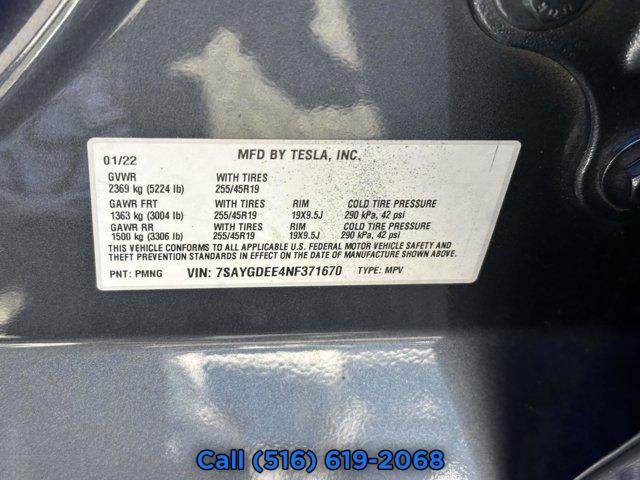 01/22 MFD BY TESLA, INC.
GVWR WITH TIRES
2369 kg (5224 lb) 255/45R19
GAWR FRT WITH TIRES RIM COLD TIRE PRESSURE
1363 kg (3004 lb) 255/45R19 19X9.5J 290 kPa, 42 psi
GAWR RR WITH TIRES RIM COLD TIRE PRESSURE
1500 kg (3306 lb) 255/45R19 19X9.5J 290 kPa, 42 psi
THIS VEHICLE CONFORMS TO ALL APPLICABLE U.S. FEDERAL MOTOR VEHICLE SAFETY AND
THEFT PREVENTION STANDARDS IN EFFECT ON THE DATE OF MANUFACTURE SHOWN ABOVE.
PNT: PMNG VIN: 7SAYGDEE4NF371670 TYPE: MPV
Call (516) 619-2068